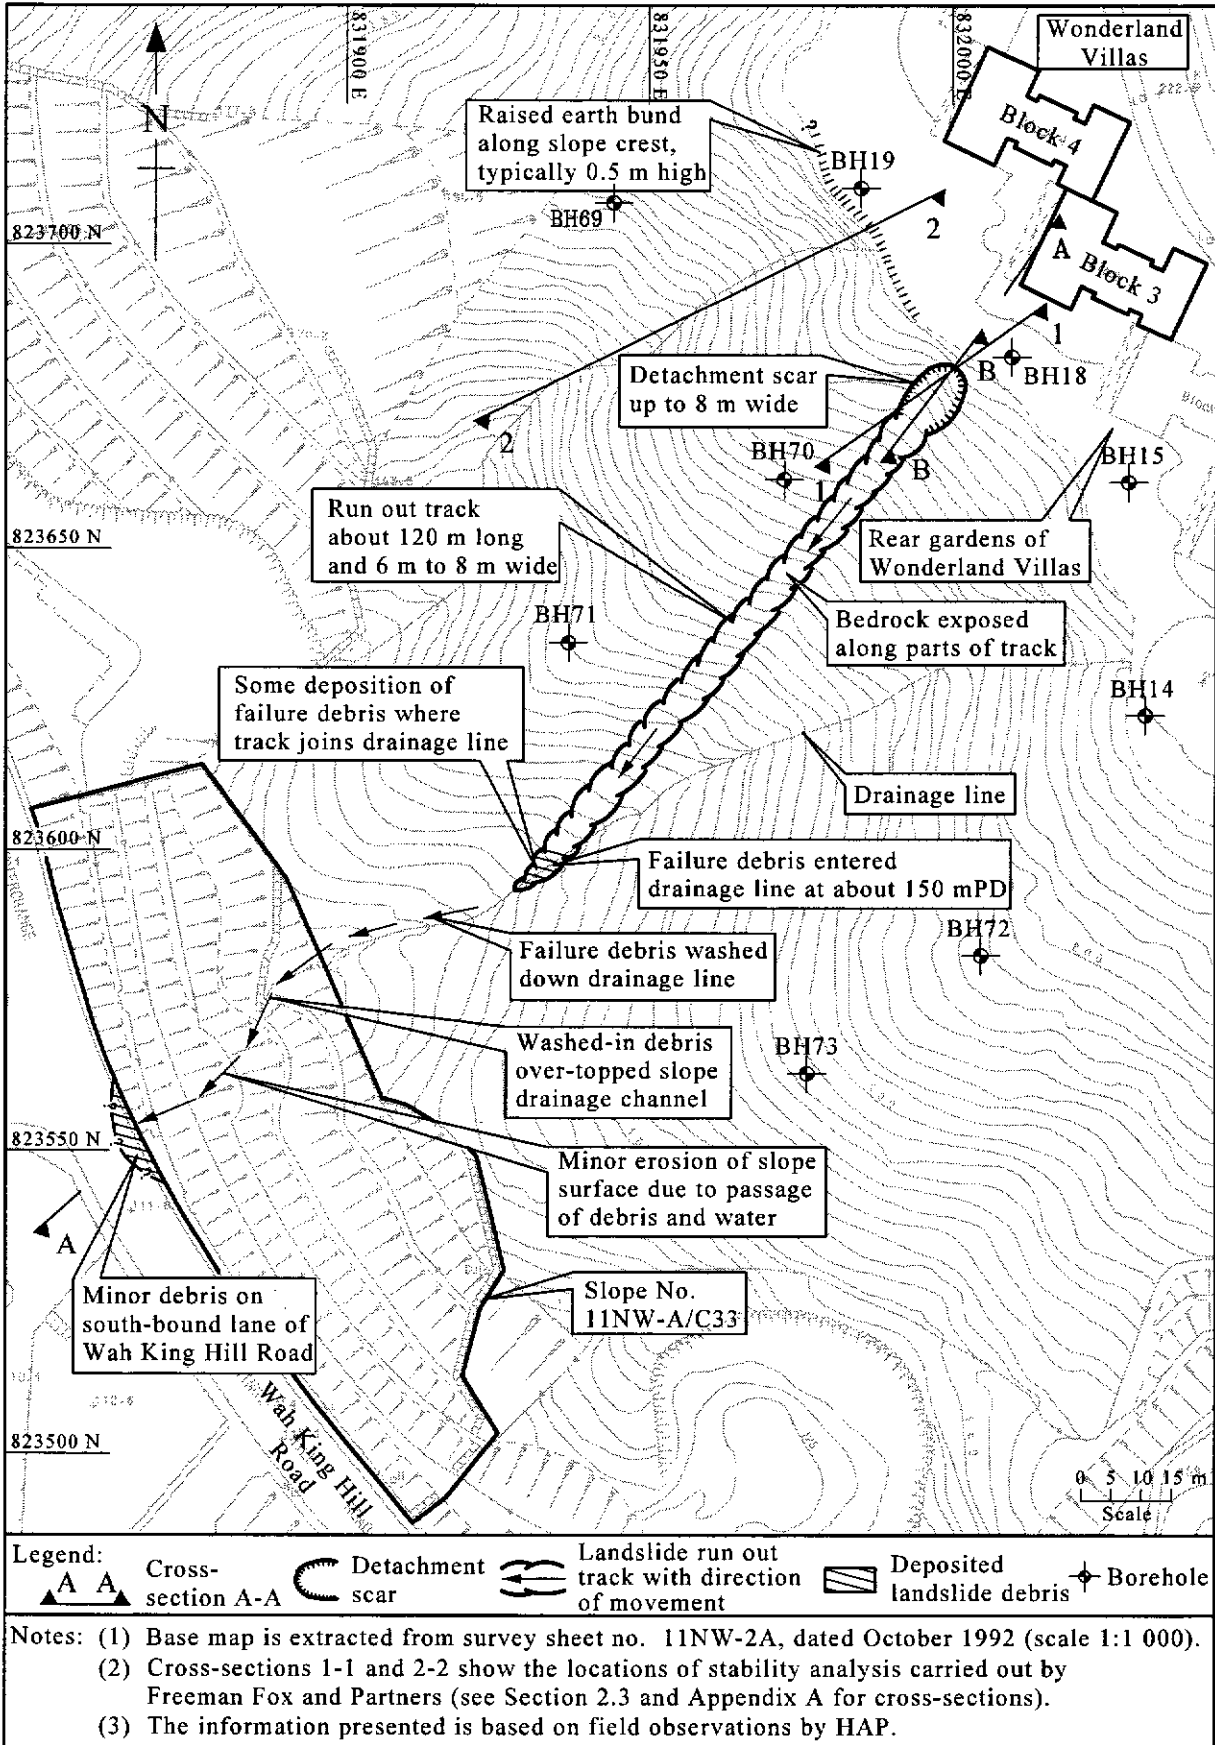 831900 E
831950 E
832000 E
Wonderland
Villas
222.8
N
Raised earth bund
along slope crest,
typically 0.5 m high
?
Block 4
BH19
BH69
2
823700 N
A
Block 3
1
B
BH18
Detachment scar
up to 8 m wide
2
BH70
1
B
BH15
Run out track
about 120 m long
and 6 m to 8 m wide
823650 N
Rear gardens of
Wonderland Villas
BH71
Bedrock exposed
along parts of track
Some deposition of
failure debris where
track joins drainage line
BH14
Drainage line
823600 N
Failure debris entered
drainage line at about 150 mPD
BH72
Failure debris washed
down drainage line
Washed-in debris
over-topped slope
drainage channel
BH73
823550 N
Minor erosion of slope
surface due to passage
of debris and water
A
Minor debris on
south-bound lane of
Wah King Hill Road
Slope No.
11NW-A/C33
Wah King Hill
Road
823500 N
0 5 10 15 m
Scale
Legend:
A A Cross-
section A-A
Detachment
scar
Landslide run out
track with direction
of movement
Deposited
landslide debris
Borehole
Notes: (1) Base map is extracted from survey sheet no. 11NW-2A, dated October 1992 (scale 1:1 000).
(2) Cross-sections 1-1 and 2-2 show the locations of stability analysis carried out by
Freeman Fox and Partners (see Section 2.3 and Appendix A for cross-sections).
(3) The information presented is based on field observations by HAP.